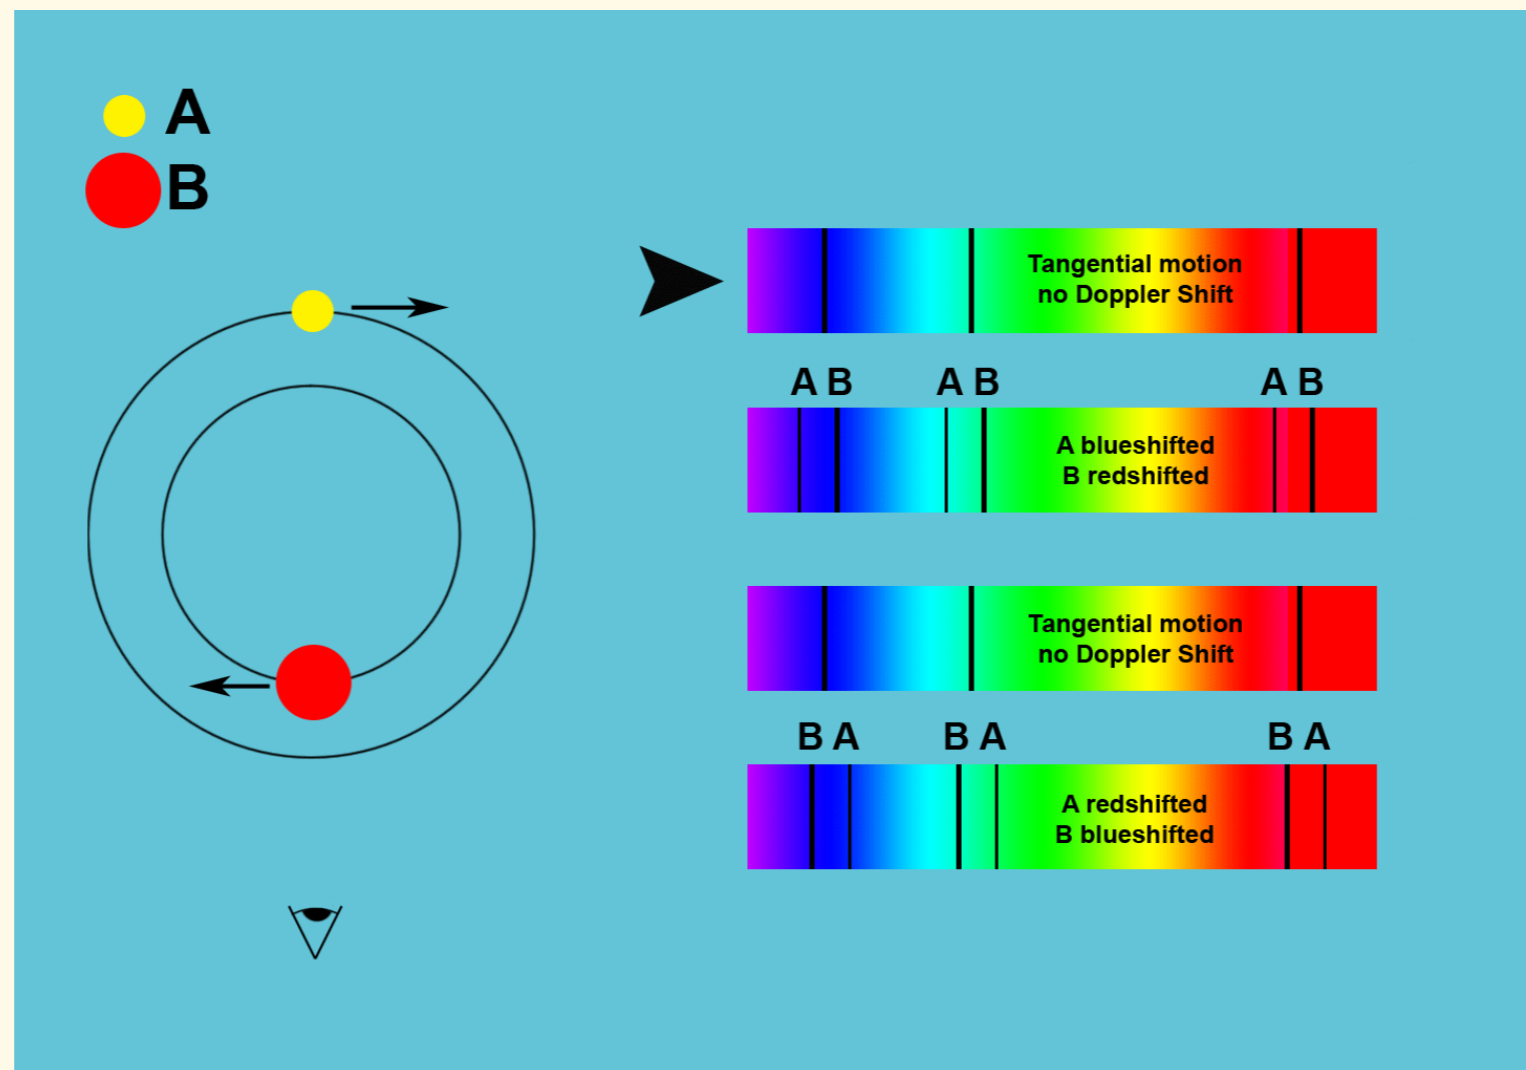 A
B
Tangential motion
no Doppler Shift
A B A B A B
A blueshifted
B redshifted
Tangential motion
no Doppler Shift
B A B A B A
A redshifted
B blueshifted